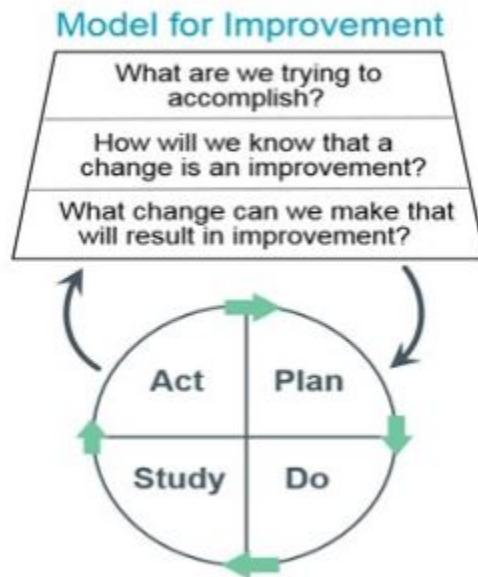 Model for Improvement
What are we trying to
accomplish?
How will we know that a
change is an improvement?
What change can we make that
will result in improvement?
Act
Plan
Study
Do